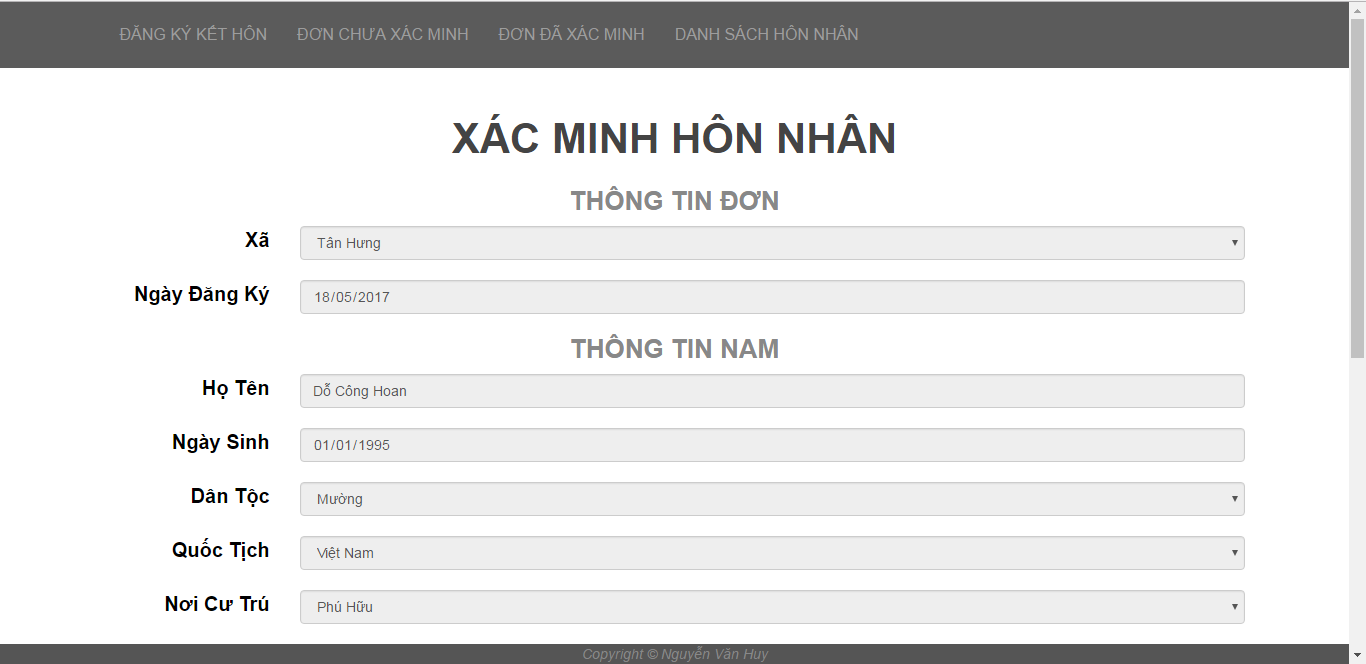 ĐĂNG KÝ KẾT HÔN ĐƠN CHƯA XÁC MINH ĐƠN ĐÃ XÁC MINH DANH SÁCH HÔN NHÂN
XÁC MINH HÔN NHÂN
THÔNG TIN ĐƠN
Xã Tân Hưng
Ngày Đăng Ký 18/05/2017
THÔNG TIN NAM
Họ Tên Dỗ Công Hoan
Ngày Sinh 01/01/1995
Dân Tộc Mường
Quốc Tịch Việt Nam
Nơi Cư Trú Phú Hữu
Copyright © Nguyễn Văn Huy